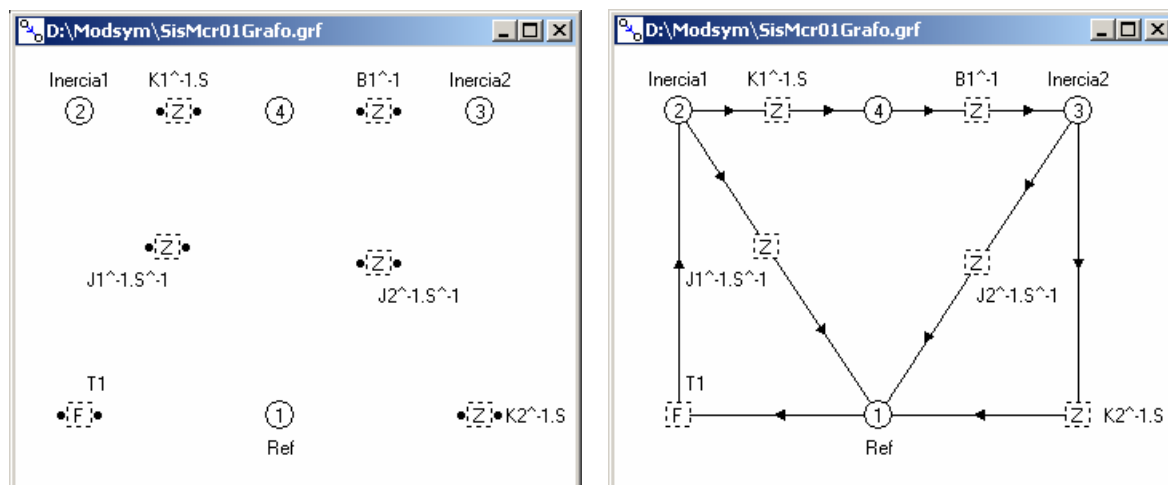 D:\Modsym\SisMcr01Grafo.grf
Inercia1 K1^-1.S B1^-1 Inercia2
2 Z 4 Z 3
Z Z
J1^-1.S^-1 J2^-1.S^-1
T1
F 1 Z K2^-1.S
Ref
D:\Modsym\SisMcr01Grafo.grf
Inercia1 K1^-1.S B1^-1 Inercia2
2 Z 4 Z 3
Z Z
J1^-1.S^-1 J2^-1.S^-1
T1
F 1 Z K2^-1.S
Ref